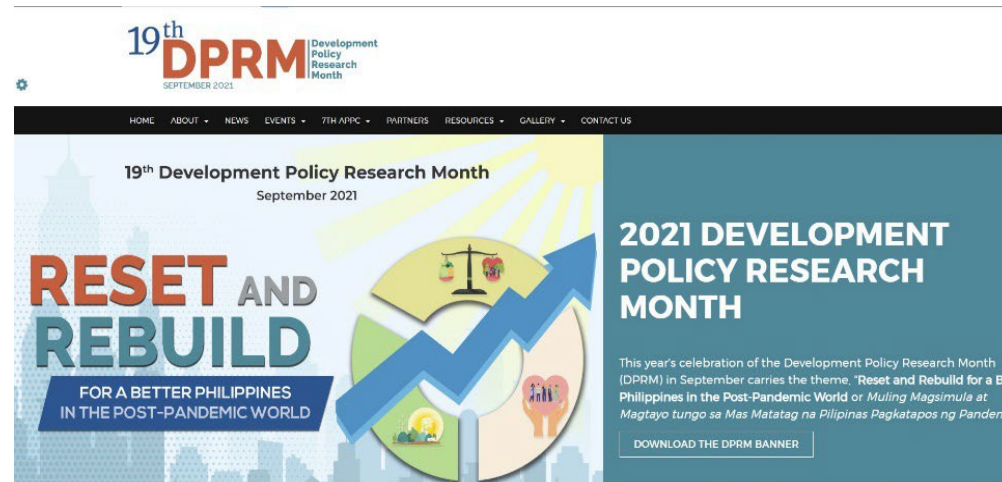 19th DPRM
Development
Policy
Research
Month
SEPTEMBER 2021
HOME ABOUT NEWS EVENTS 7TH APPC PARTNERS RESOURCES GALLERY CONTACT US
19th Development Policy Research Month
September 2021
RESET AND
REBUILD
FOR A BETTER PHILIPPINES
IN THE POST-PANDEMIC WORLD
2021 DEVELOPMENT
POLICY RESEARCH
MONTH
This year's celebration of the Development Policy Research Month
(DPRM) in September carries the theme, "Reset and Rebuild for a B
Philippines in the Post-Pandemic World or Muling Magsimula at
Magtayo tungo sa Mas Matatag na Pilipinas Pagkatapos ng Pandem
DOWNLOAD THE DPRM BANNER